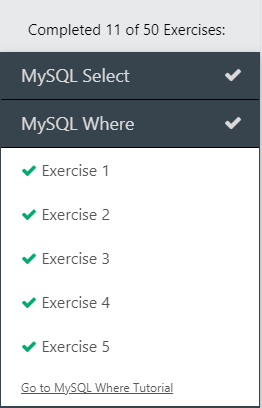 Completed 11 of 50 Exercises:
MySQL Select
MySQL Where
Exercise 1
Exercise 2
Exercise 3
Exercise 4
Exercise 5
Go to MySQL Where Tutorial